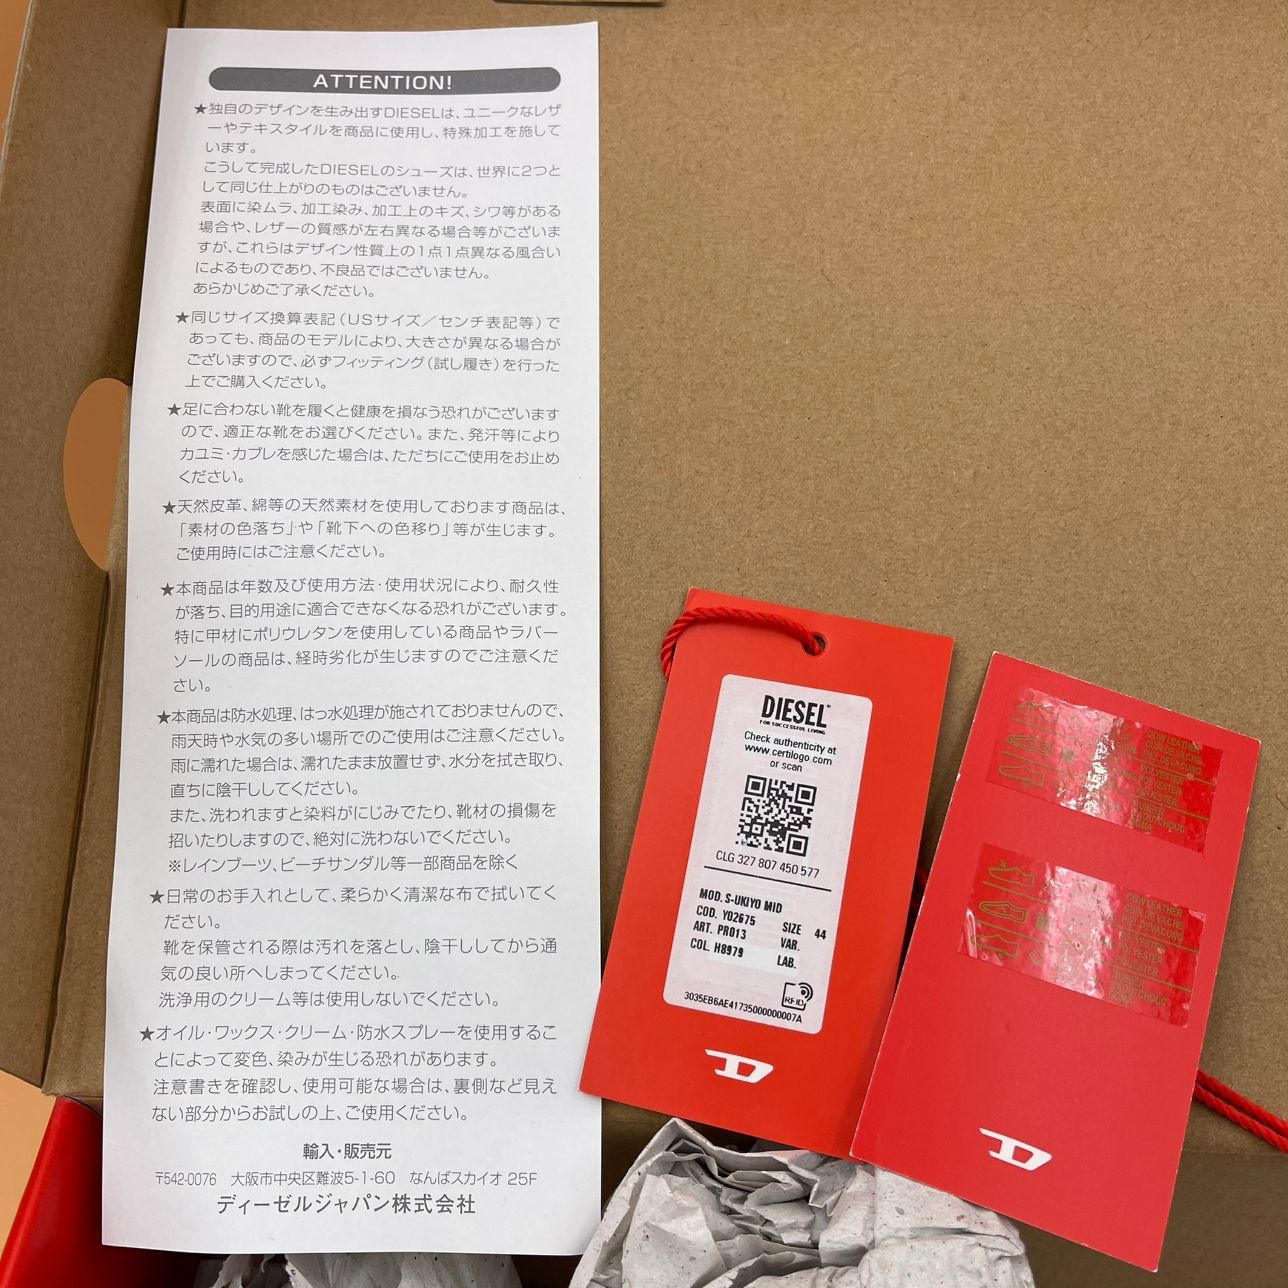 ATTENTION!
★独自のデザインを生み出すDIESELは、ユニークなレザ
ーやテキスタイルを商品に使用し、特殊加工を施して
います。
こうして完成したDIESELのシューズは、世界に2つと
して同じ仕上がりのものはございません。
表面に染ムラ、加工染み、加工上のキズ、シワ等がある
場合や、レザーの質感が左右異なる場合等がございま
すが、これらはデザイン性質上の1点1点異なる風合い
によるものであり、不良品ではございません。
あらかじめご了承ください。
★同じサイズ換算表記（USサイズ／センチ表記等）で
あっても、商品のモデルにより、大きさが異なる場合が
ございますので、必ずフィッティング（試し履き）を行った
上でご購入ください。
★足に合わない靴を履くと健康を損なう恐れがございます
ので、適正な靴をお選びください。また、発汗等により
カユミ・カブレを感じた場合は、ただちにご使用をお止め
ください。
★天然皮革、綿等の天然素材を使用しております商品は、
「素材の色落ち」や「靴下への色移り」等が生じます。
ご使用時にはご注意ください。
★本商品は年数及び使用方法・使用状況により、耐久性
が落ち、目的用途に適合できなくなる恐れがございます。
特に甲材にポリウレタンを使用している商品やラバー
ソールの商品は、経時劣化が生じますのでご注意くだ
さい。
★本商品は防水処理、はっ水処理が施されておりませんので、
雨天時や水気の多い場所でのご使用はご注意ください。
雨に濡れた場合は、濡れたまま放置せず、水分を拭き取り、
直ちに陰干ししてください。
また、洗われますと染料がにじみでたり、靴材の損傷を
招いたりしますので、絶対に洗わないでください。
※レインブーツ、ビーチサンダル等一部商品を除く
★日常のお手入れとして、柔らかく清潔な布で拭いてく
ださい。
靴を保管される際は汚れを落とし、陰干ししてから通
気の良い所へしまってください。
洗浄用のクリーム等は使用しないでください。
★オイル・ワックス・クリーム・防水スプレーを使用するこ
とによって変色、染みが生じる恐れがあります。
注意書きを確認し、使用可能な場合は、裏側など見え
ない部分からお試しの上、ご使用ください。
輸入・販売元
〒542-0076 大阪市中央区難波5-1-60 なんばスカイオ 25F
ディーゼルジャパン株式会社
DIESEL
FOR SUCCESSFUL LIVING
Check authenticity at
www.certilogo.com
or scan
CLG 327 807 450 577
MOD. S-UKIYO MID
COD. Y02675 SIZE 44
ART. PR013 VAR.
COL. H8979 LAB.
RFID
3035EB6AE41735000000007A
D
COW LEATHER
CUIR DE VACHE
PIEL DE VACUNO
POLYESTER
POLYESTER
POLIESTER
RUBBER
CAOUTCHOUC
GOMA
COW LEATHER
CUIR DE VACHE
PIEL DE VACUNO
POLYESTER
POLYESTER
POLIESTER
RUBBER
CAOUTCHOUC
GOMA
D